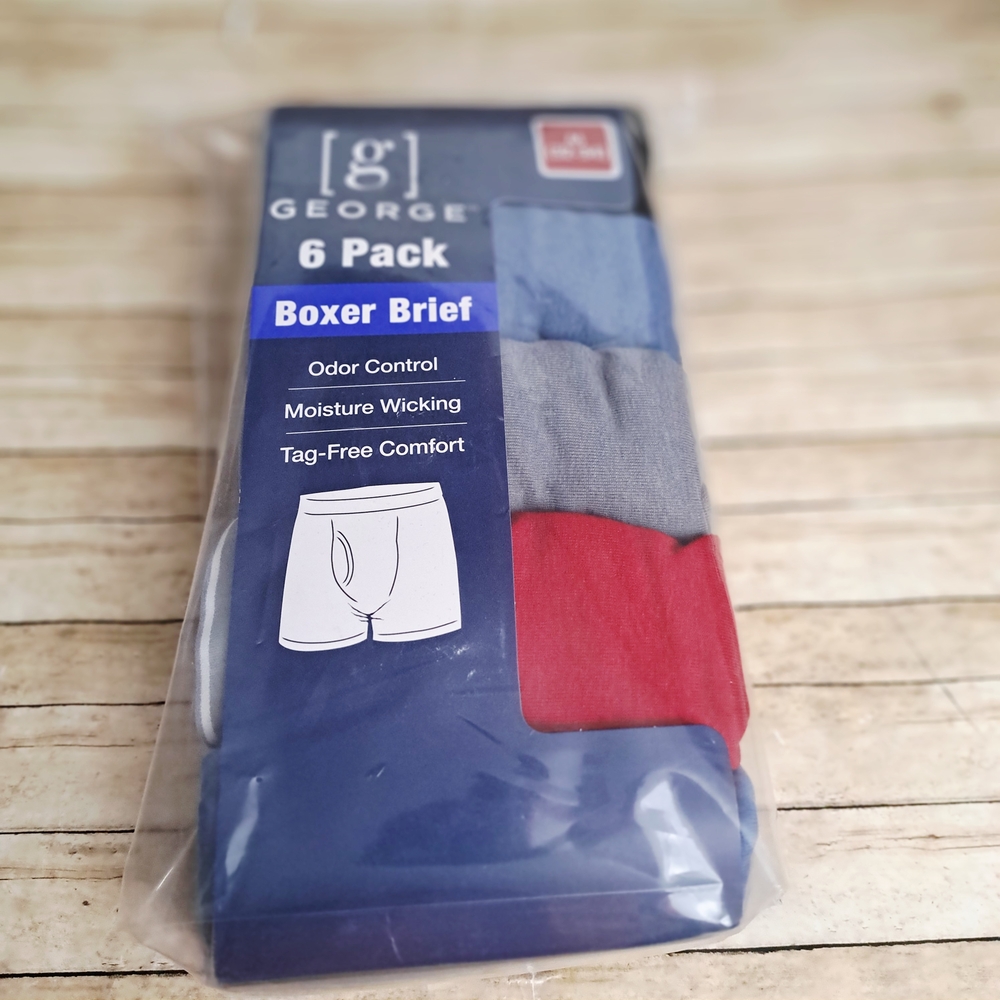 [g]
GEORGE
6 Pack
Boxer Brief
Odor Control
Moisture Wicking
Tag-Free Comfort